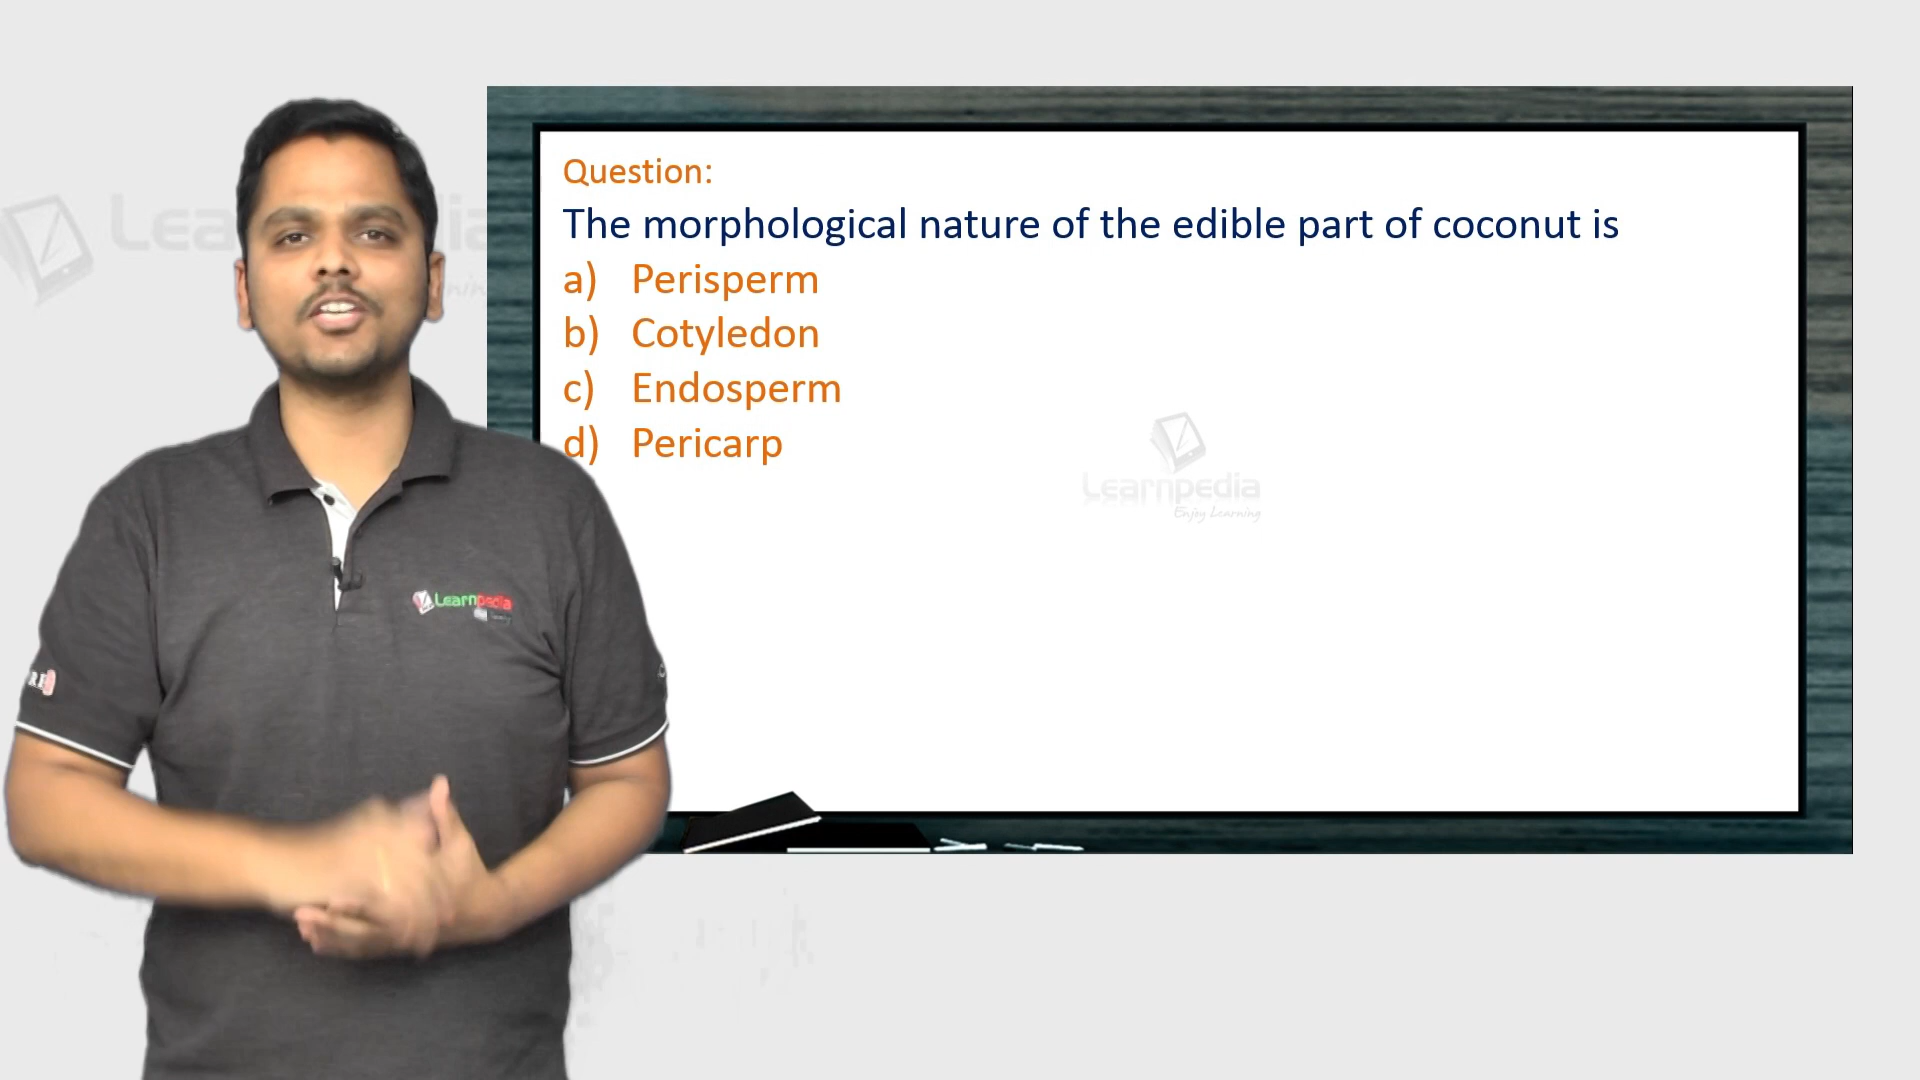 Question:
The morphological nature of the edible part of coconut is
a) Perisperm
b) Cotyledon
c) Endosperm
d) Pericarp
Learnpedia
Enjoy Learning
Learnpedia